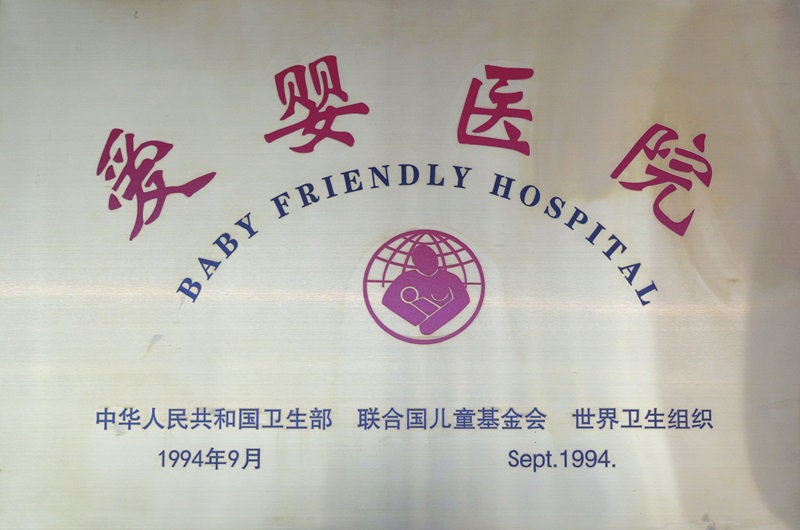 爱婴医院
BABY FRIENDLY HOSPITAL
中华人民共和国卫生部 联合国儿童基金会 世界卫生组织
1994年9月 Sept.1994.